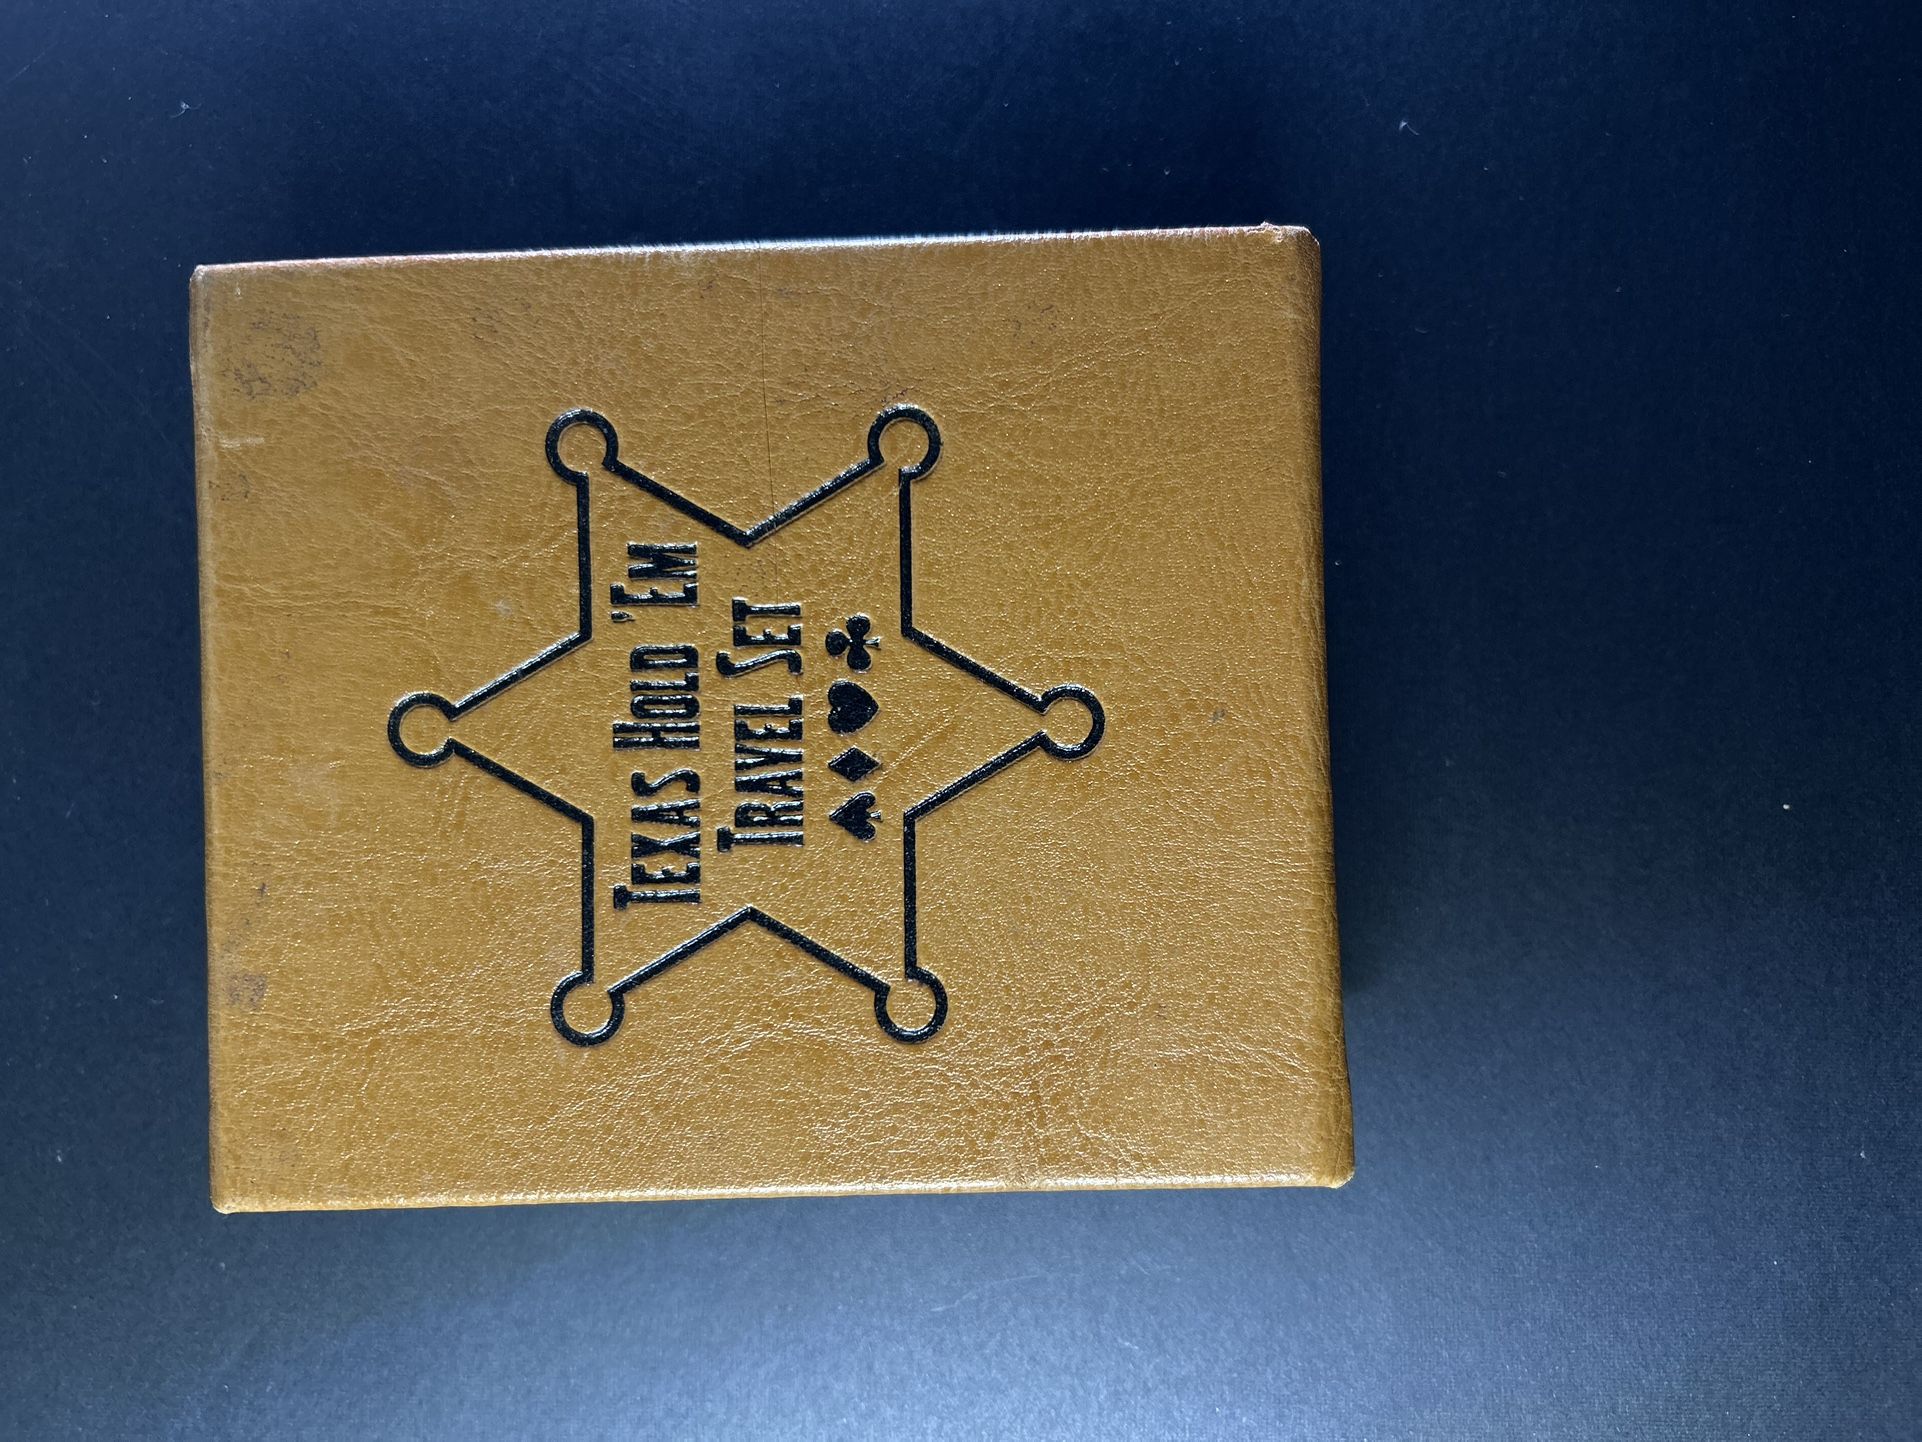 Texas Hold 'Em
Travel Set